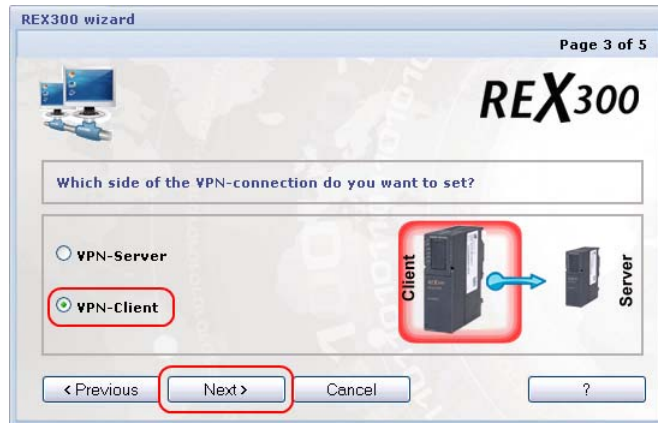 REX300 wizard
Page 3 of 5
REX300
Which side of the VPN-connection do you want to set?
VPN-Server
VPN-Client
Client
Server
< Previous
Next >
Cancel
?